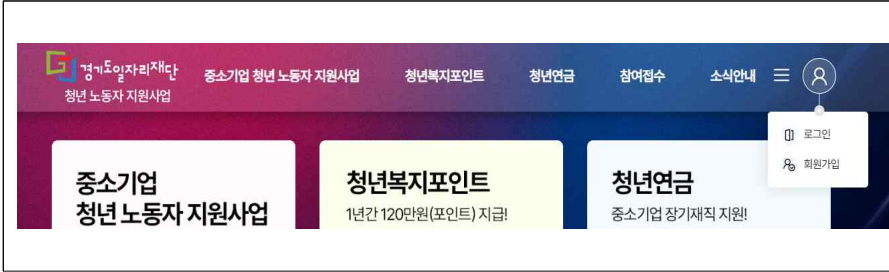 경기도일자리재단
청년 노동자 지원사업
중소기업 청년 노동자 지원사업 청년복지포인트 청년연금 참여접수 소식안내
로그인
회원가입
중소기업
청년 노동자 지원사업
청년복지포인트
1년간 120만원(포인트) 지급!
청년연금
중소기업 장기재직 지원!